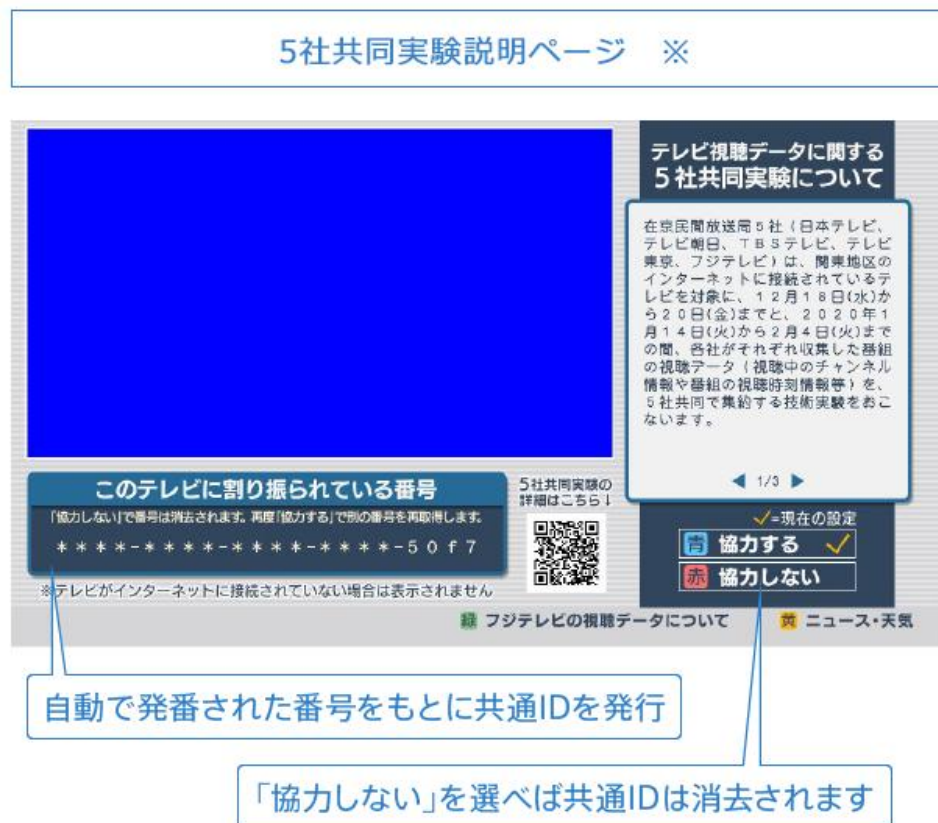 5社共同実験説明ページ　※
テレビ視聴データに関する
5社共同実験について
在京民間放送局5社（日本テレビ、
テレビ朝日、TBSテレビ、テレビ
東京、フジテレビ）は、関東地区の
インターネットに接続されているテ
レビを対象に、12月18日(水)か
ら20日(金)までと、2020年1
月14日(火)から2月4日(火)まで
の間、各社がそれぞれ収集した番組
の視聴データ（視聴中のチャンネル
情報や番組の視聴時刻情報等）を、
5社共同で集約する技術実験をおこ
ないます。
◀ 1/3 ▶
このテレビに割り振られている番号
「協力しない」で番号は消去されます。再度「協力する」で別の番号を再取得します。
＊＊＊＊-＊＊＊＊-＊＊＊＊-＊＊＊＊-50f7
※テレビがインターネットに接続されていない場合は表示されません
5社共同実験の
詳細はこちら↓
✓=現在の設定
青 協力する ✓
赤 協力しない
緑 フジテレビの視聴データについて
黄 ニュース・天気
自動で発番された番号をもとに共通IDを発行
「協力しない」を選べば共通IDは消去されます